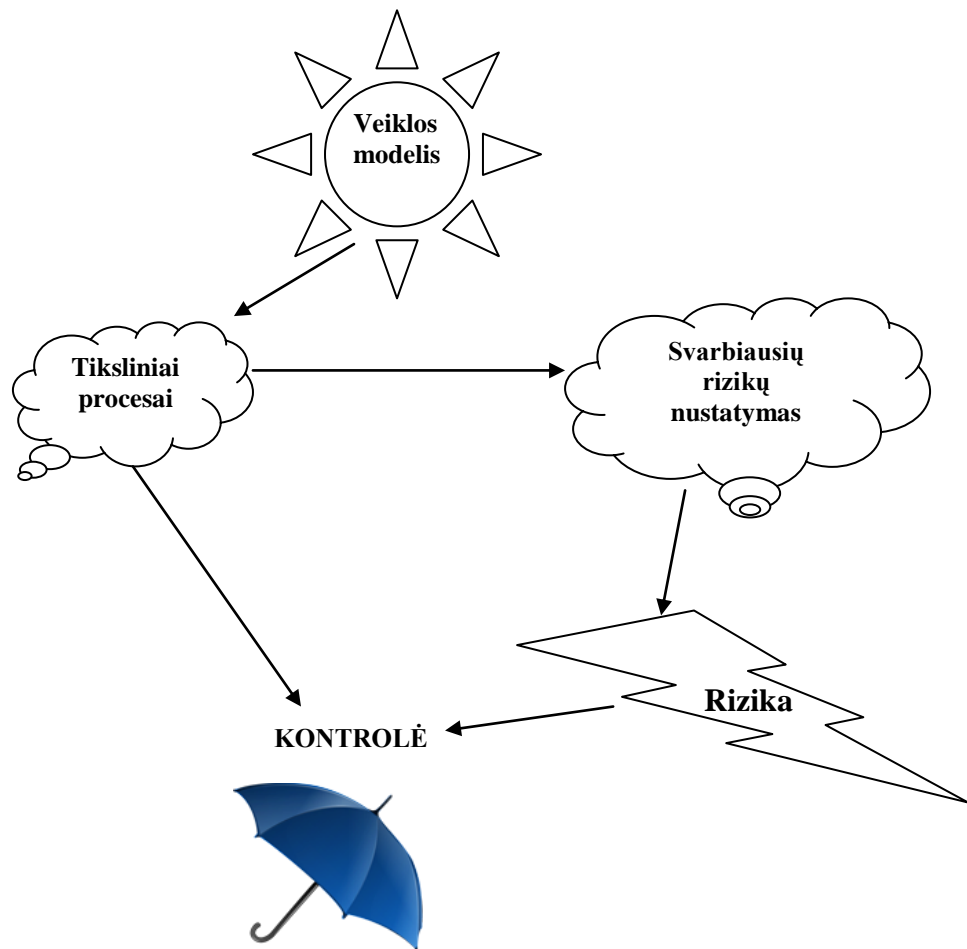 Veiklos
modelis
Tiksliniai
procesai
Svarbiausių
rizikų
nustatymas
Rizika
KONTROLĖ